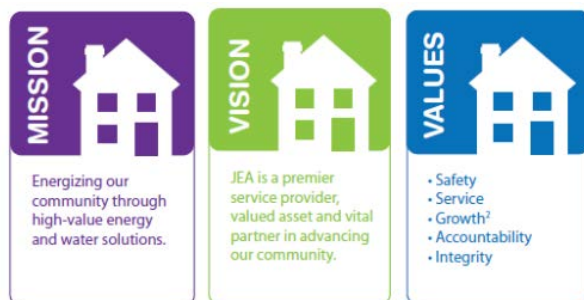 MISSION
Energizing our
community through
high-value energy
and water solutions.
VISION
JEA is a premier
service provider,
valued asset and vital
partner in advancing
our community.
VALUES
• Safety
• Service
• Growth²
• Accountability
• Integrity